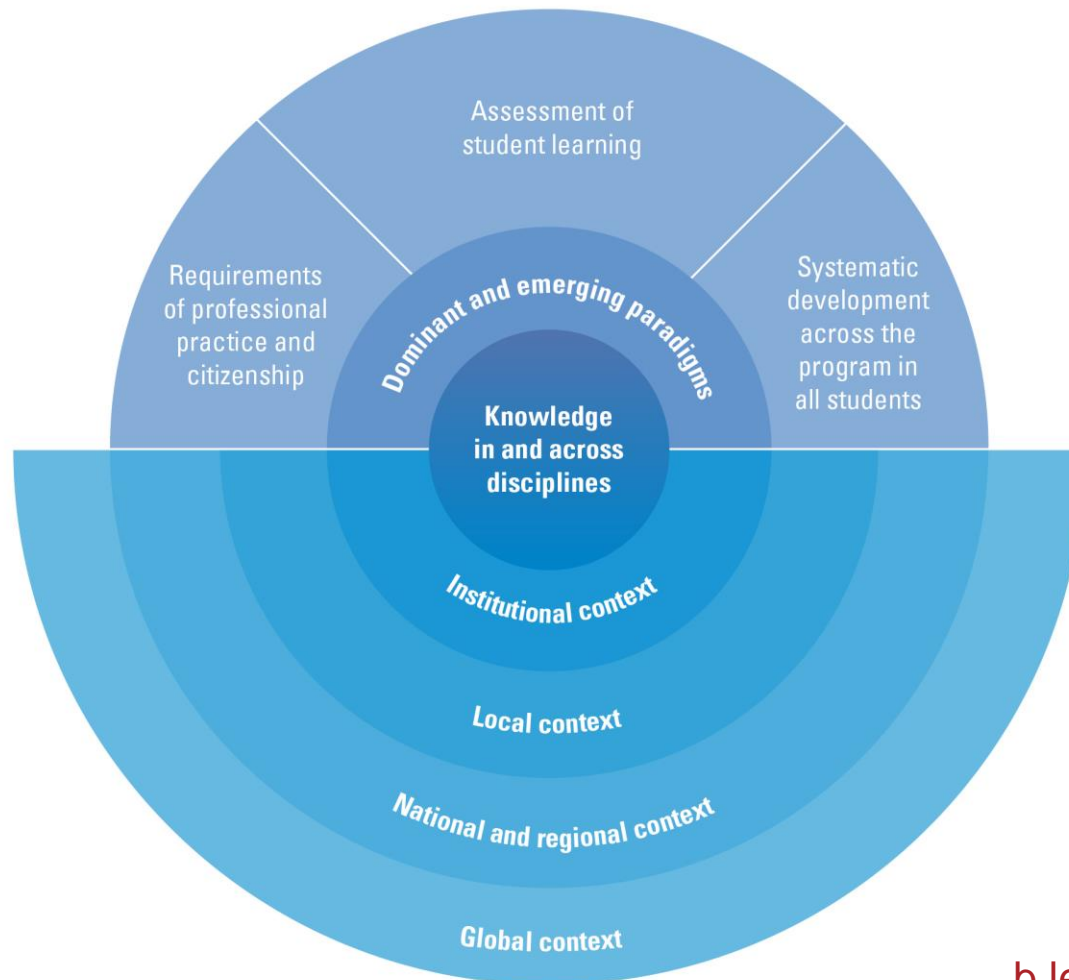 Assessment of
student learning
Requirements
of professional
practice and
citizenship
Dominant and emerging paradigms
Systematic
development
across the
program in
all students
Knowledge
in and across
disciplines
Institutional context
Local context
National and regional context
Global context